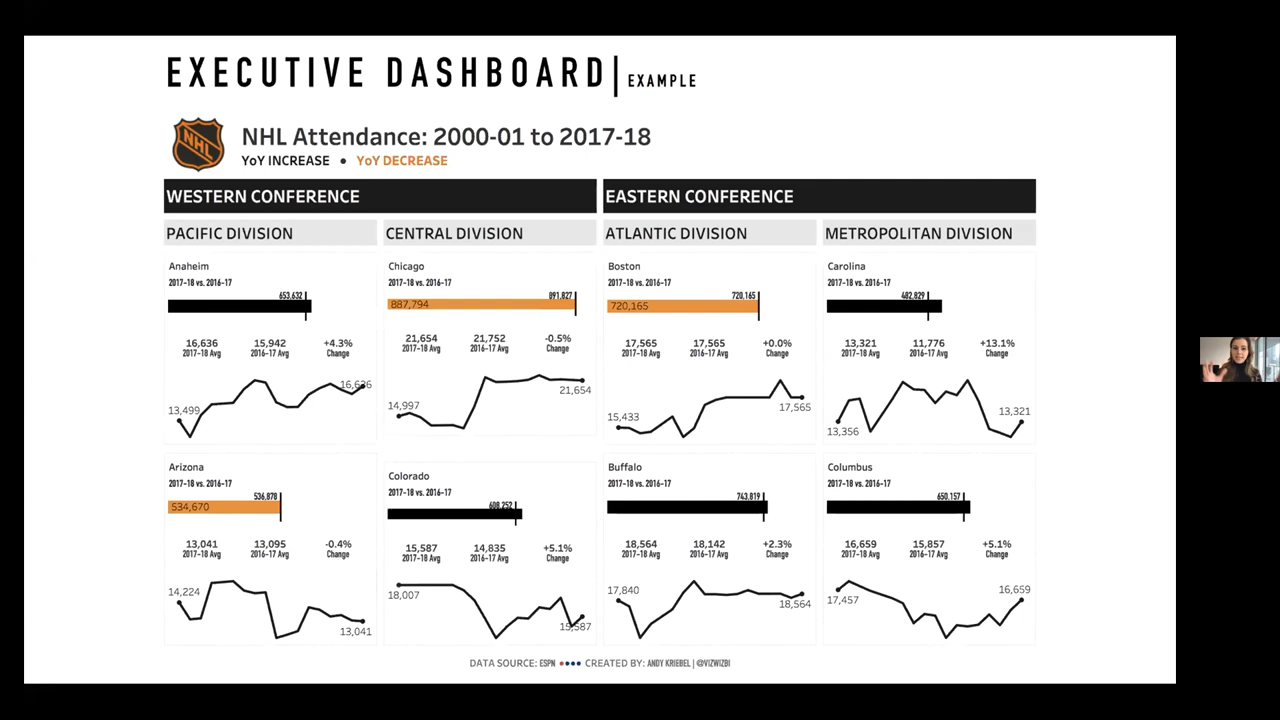 EXECUTIVE DASHBOARD| EXAMPLE
NHL
NHL Attendance: 2000-01 to 2017-18
YoY INCREASE • YoY DECREASE
WESTERN CONFERENCE EASTERN CONFERENCE
PACIFIC DIVISION CENTRAL DIVISION ATLANTIC DIVISION METROPOLITAN DIVISION
Anaheim
2017-18 vs. 2016-17
653,632
16,636 15,942 +4.3%
2017-18 Avg 2016-17 Avg Change
13,499 16,636
Chicago
2017-18 vs. 2016-17
891,827
887,794
21,654 21,752 -0.5%
2017-18 Avg 2016-17 Avg Change
14,997 21,654
Boston
2017-18 vs. 2016-17
720,165
720,165
17,565 17,565 +0.0%
2017-18 Avg 2016-17 Avg Change
15,433 17,565
Carolina
2017-18 vs. 2016-17
482,829
13,321 11,776 +13.1%
2017-18 Avg 2016-17 Avg Change
13,356 13,321
Arizona
2017-18 vs. 2016-17
536,878
534,670
13,041 13,095 -0.4%
2017-18 Avg 2016-17 Avg Change
14,224 13,041
Colorado
2017-18 vs. 2016-17
608,252
15,587 14,835 +5.1%
2017-18 Avg 2016-17 Avg Change
18,007 15,587
Buffalo
2017-18 vs. 2016-17
743,819
18,564 18,142 +2.3%
2017-18 Avg 2016-17 Avg Change
17,840 18,564
Columbus
2017-18 vs. 2016-17
650,157
16,659 15,857 +5.1%
2017-18 Avg 2016-17 Avg Change
17,457 16,659
DATA SOURCE: ESPN •••• CREATED BY: ANDY KRIEBEL | @VIZWIZBI